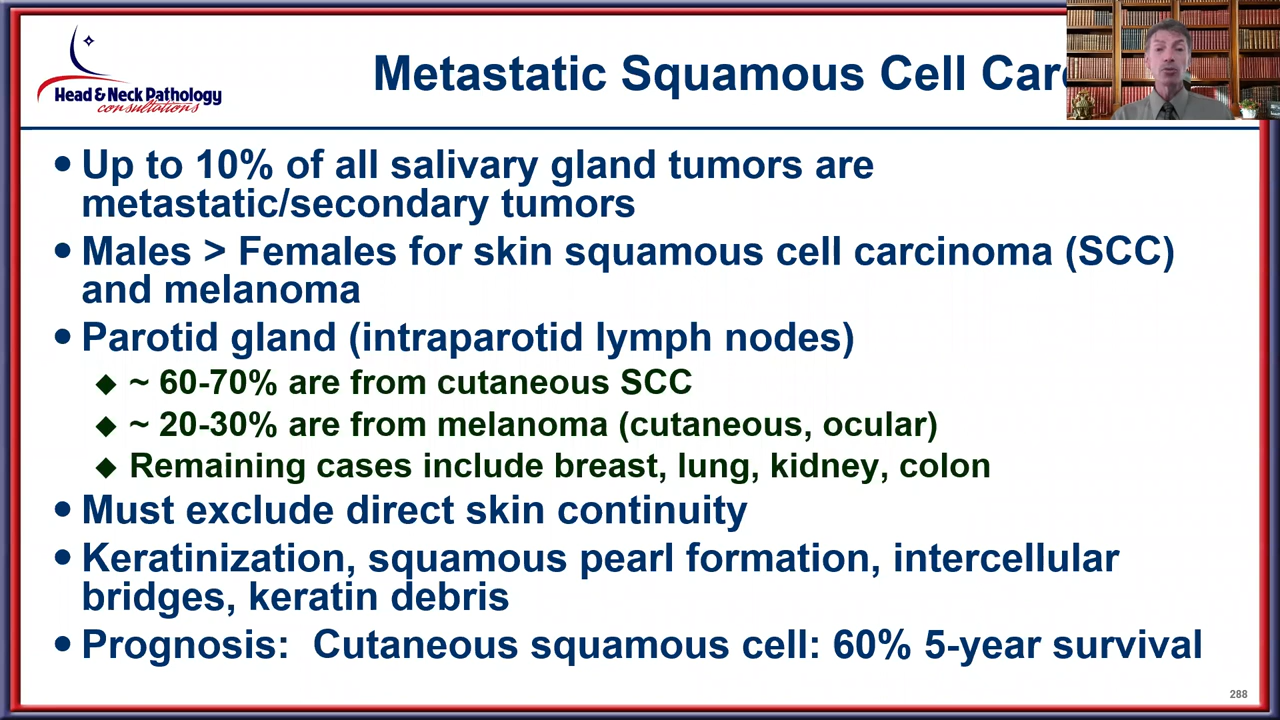 Head & Neck Pathology
consultations
Metastatic Squamous Cell
• Up to 10% of all salivary gland tumors are
metastatic/secondary tumors
• Males > Females for skin squamous cell carcinoma (SCC)
and melanoma
• Parotid gland (intraparotid lymph nodes)
◆ ~ 60-70% are from cutaneous SCC
◆ ~ 20-30% are from melanoma (cutaneous, ocular)
◆ Remaining cases include breast, lung, kidney, colon
• Must exclude direct skin continuity
• Keratinization, squamous pearl formation, intercellular
bridges, keratin debris
• Prognosis: Cutaneous squamous cell: 60% 5-year survival
288